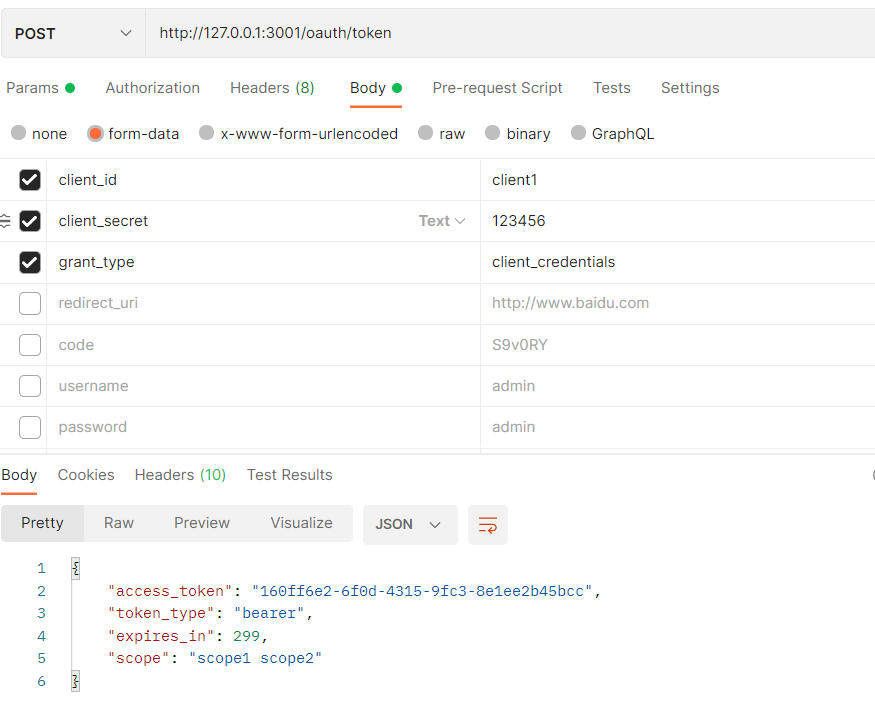 POST http://127.0.0.1:3001/oauth/token
Params Authorization Headers (8) Body Pre-request Script Tests Settings
none form-data x-www-form-urlencoded raw binary GraphQL
client_id client1
client_secret Text 123456
grant_type client_credentials
redirect_uri http://www.baidu.com
code S9v0RY
username admin
password admin
Body Cookies Headers (10) Test Results
Pretty Raw Preview Visualize JSON
1 {
2 "access_token": "160ff6e2-6f0d-4315-9fc3-8e1ee2b45bcc",
3 "token_type": "bearer",
4 "expires_in": 299,
5 "scope": "scope1 scope2"
6 }